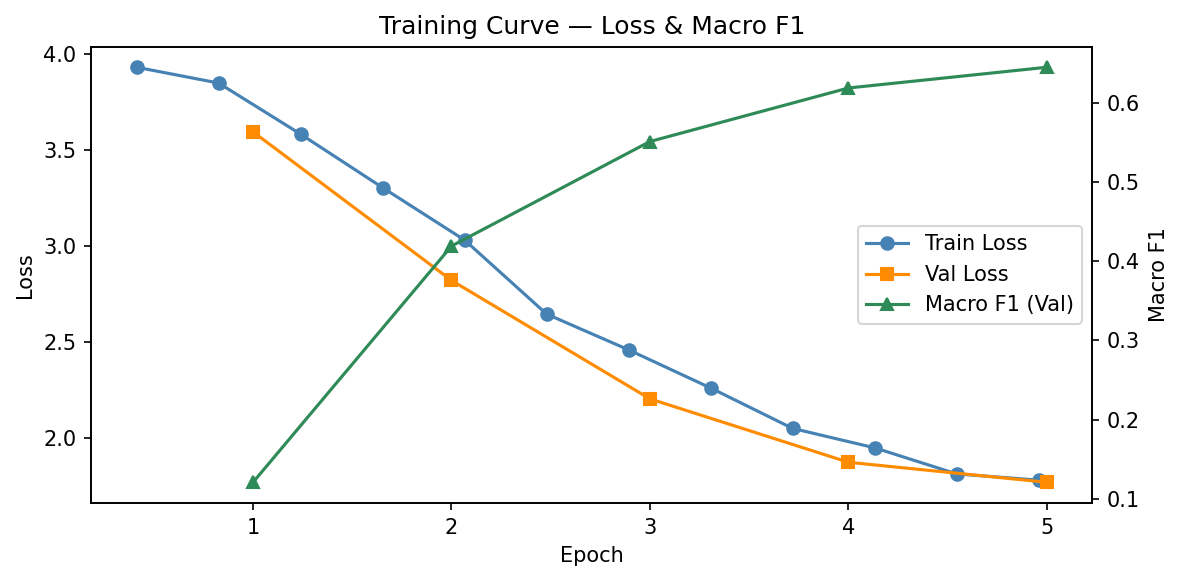 Training Curve — Loss & Macro F1
4.0
3.5
3.0
2.5
2.0
Loss
0.6
0.5
0.4
0.3
0.2
0.1
Macro F1
Train Loss
Val Loss
Macro F1 (Val)
1 2 3 4 5
Epoch